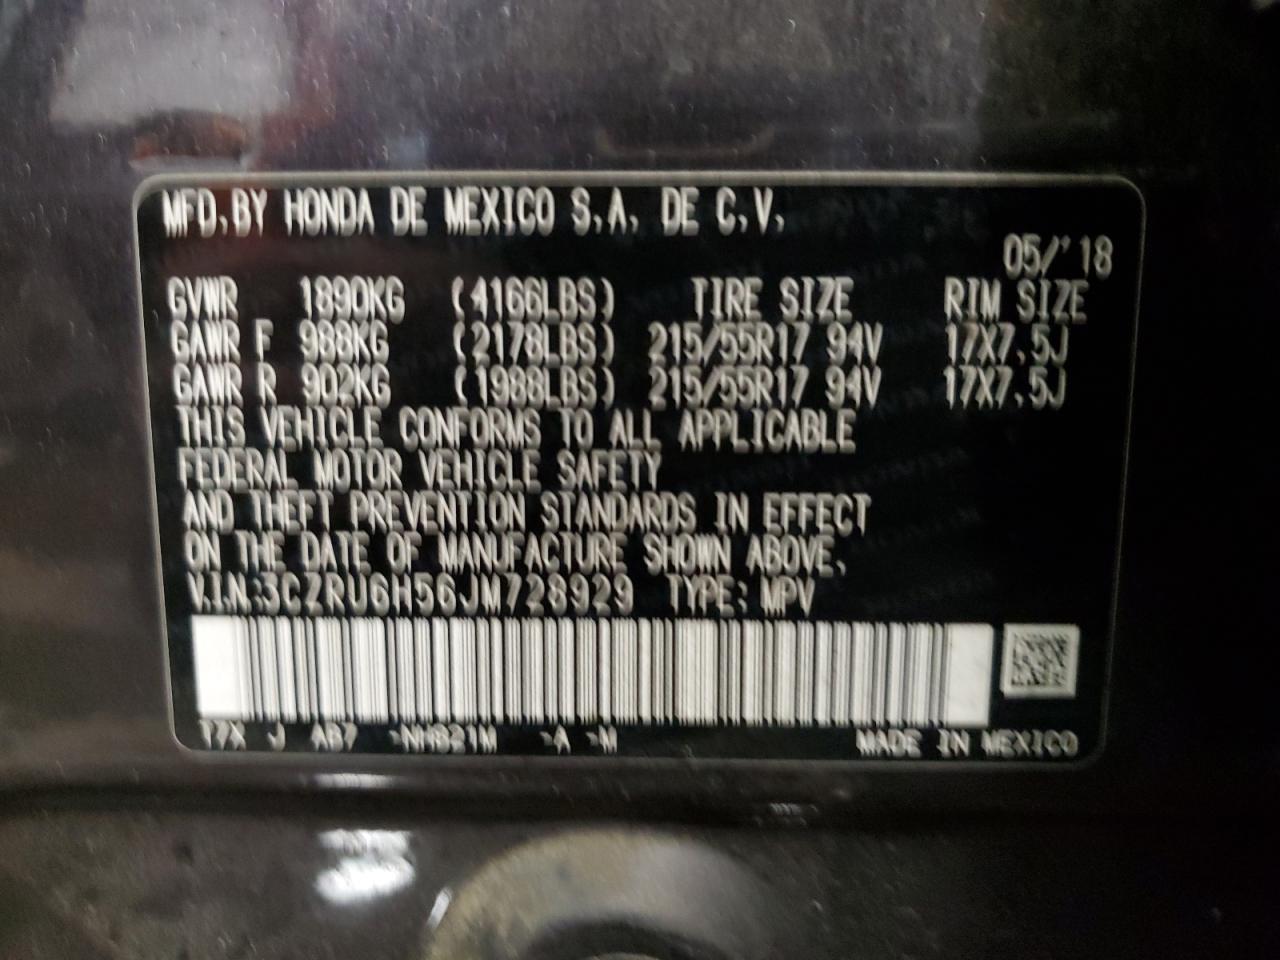 MFD.BY HONDA DE MEXICO S.A. DE C.V.
05/'18
GVWR 1890KG (4166LBS) TIRE SIZE RIM SIZE
GAWR F 988KG (2178LBS) 215/55R17 94V 17X7.5J
GAWR R 902KG (1988LBS) 215/55R17 94V 17X7.5J
THIS VEHICLE CONFORMS TO ALL APPLICABLE
FEDERAL MOTOR VEHICLE SAFETY
AND THEFT PREVENTION STANDARDS IN EFFECT
ON THE DATE OF MANUFACTURE SHOWN ABOVE.
V.I.N:3CZRU6H56JM728929 TYPE: MPV
T7X J AB7 -NH821M -A -M MADE IN MEXICO